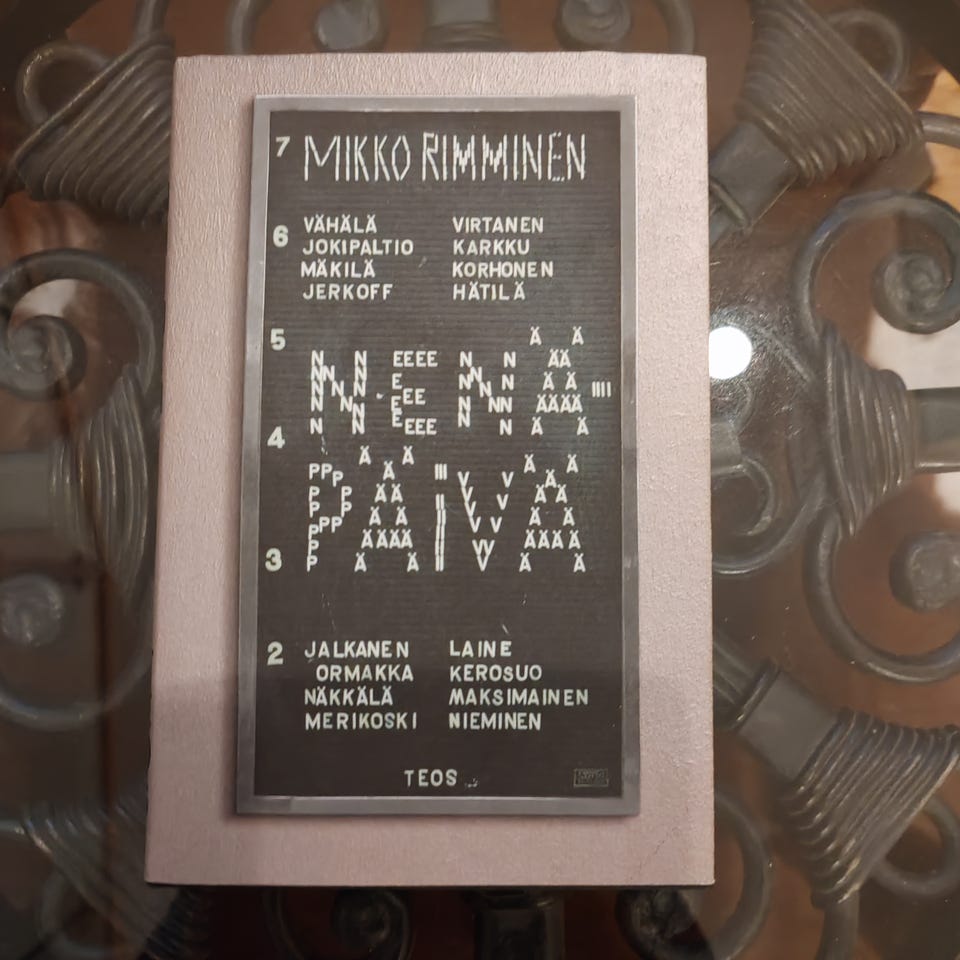 7 MIKKO RIMMINEN
6
VÄHÄLÄ VIRTANEN
JOKIPALTIO KARKKU
MÄKILÄ KORHONEN
JERKOFF HÄTILÄ
5
NENÄ
4
PÄIVÄ
3
2 JALKANEN LAINE
ORMAKKA KEROSUO
NÄKKÄLÄ MAKSIMAINEN
MERIKOSKI NIEMINEN
TEOS